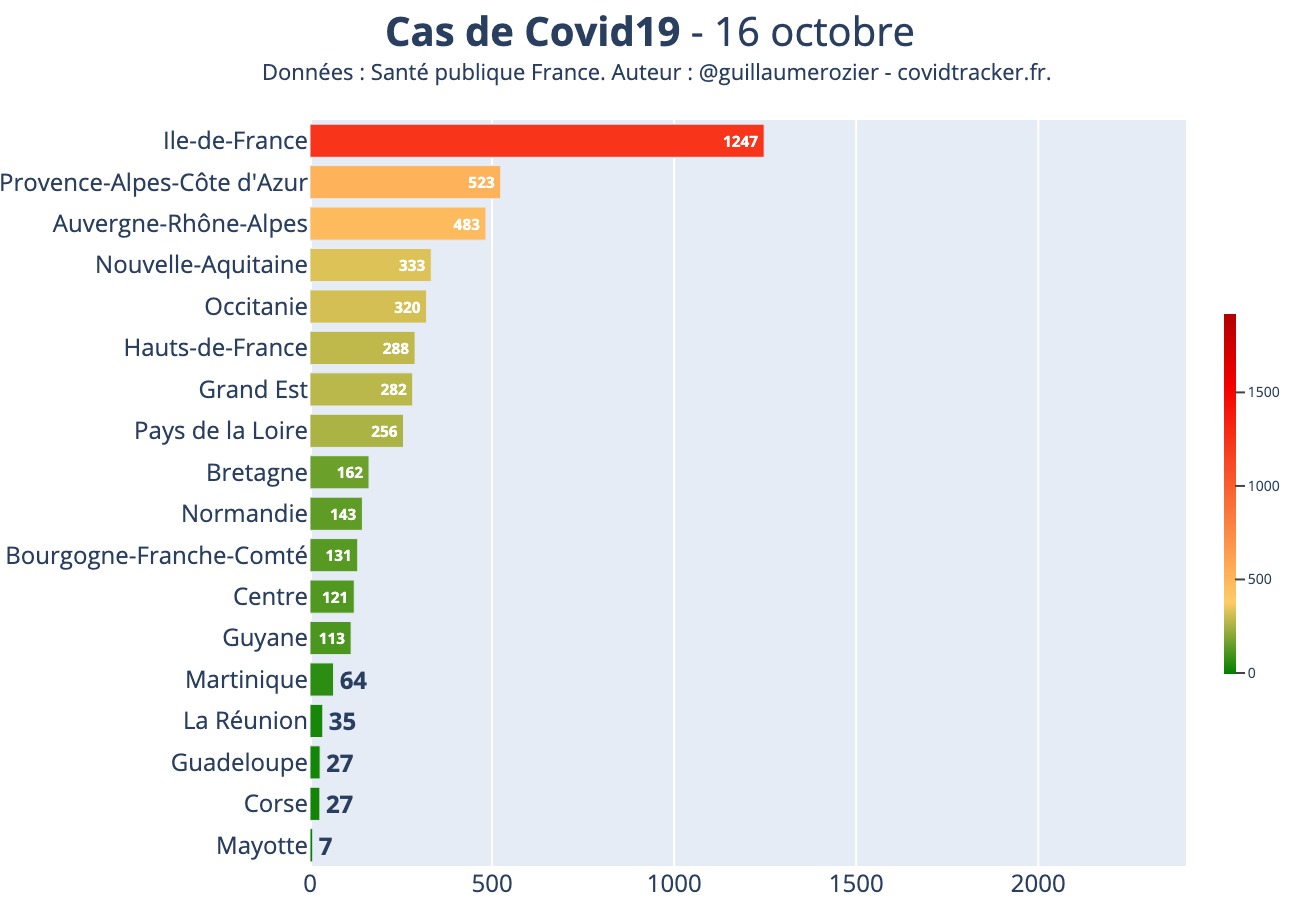 Cas de Covid19 - 16 octobre
Données : Santé publique France. Auteur : @guillaumerozier - covidtracker.fr.
Ile-de-France 1247
Provence-Alpes-Côte d'Azur 523
Auvergne-Rhône-Alpes 483
Nouvelle-Aquitaine 333
Occitanie 320
Hauts-de-France 288
Grand Est 282
Pays de la Loire 256
Bretagne 162
Normandie 143
Bourgogne-Franche-Comté 131
Centre 121
Guyane 113
Martinique 64
La Réunion 35
Guadeloupe 27
Corse 27
Mayotte 7
0 500 1000 1500 2000
1500
1000
500
0